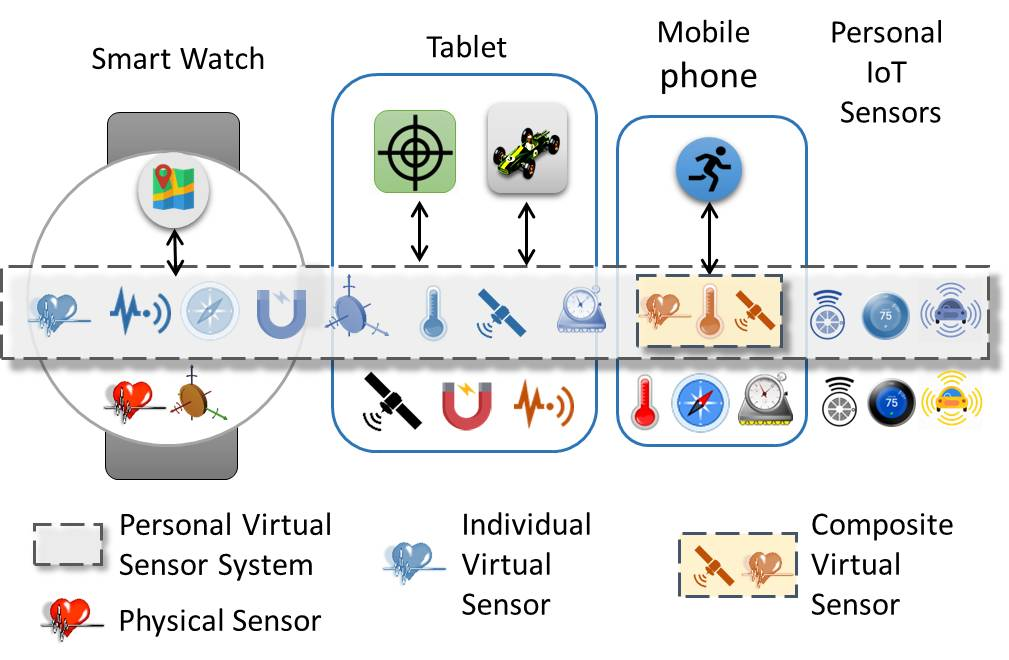 Smart Watch
Tablet
Mobile
phone
Personal
IoT
Sensors
75
75
Personal Virtual
Sensor System
Physical Sensor
Individual
Virtual
Sensor
Composite
Virtual
Sensor